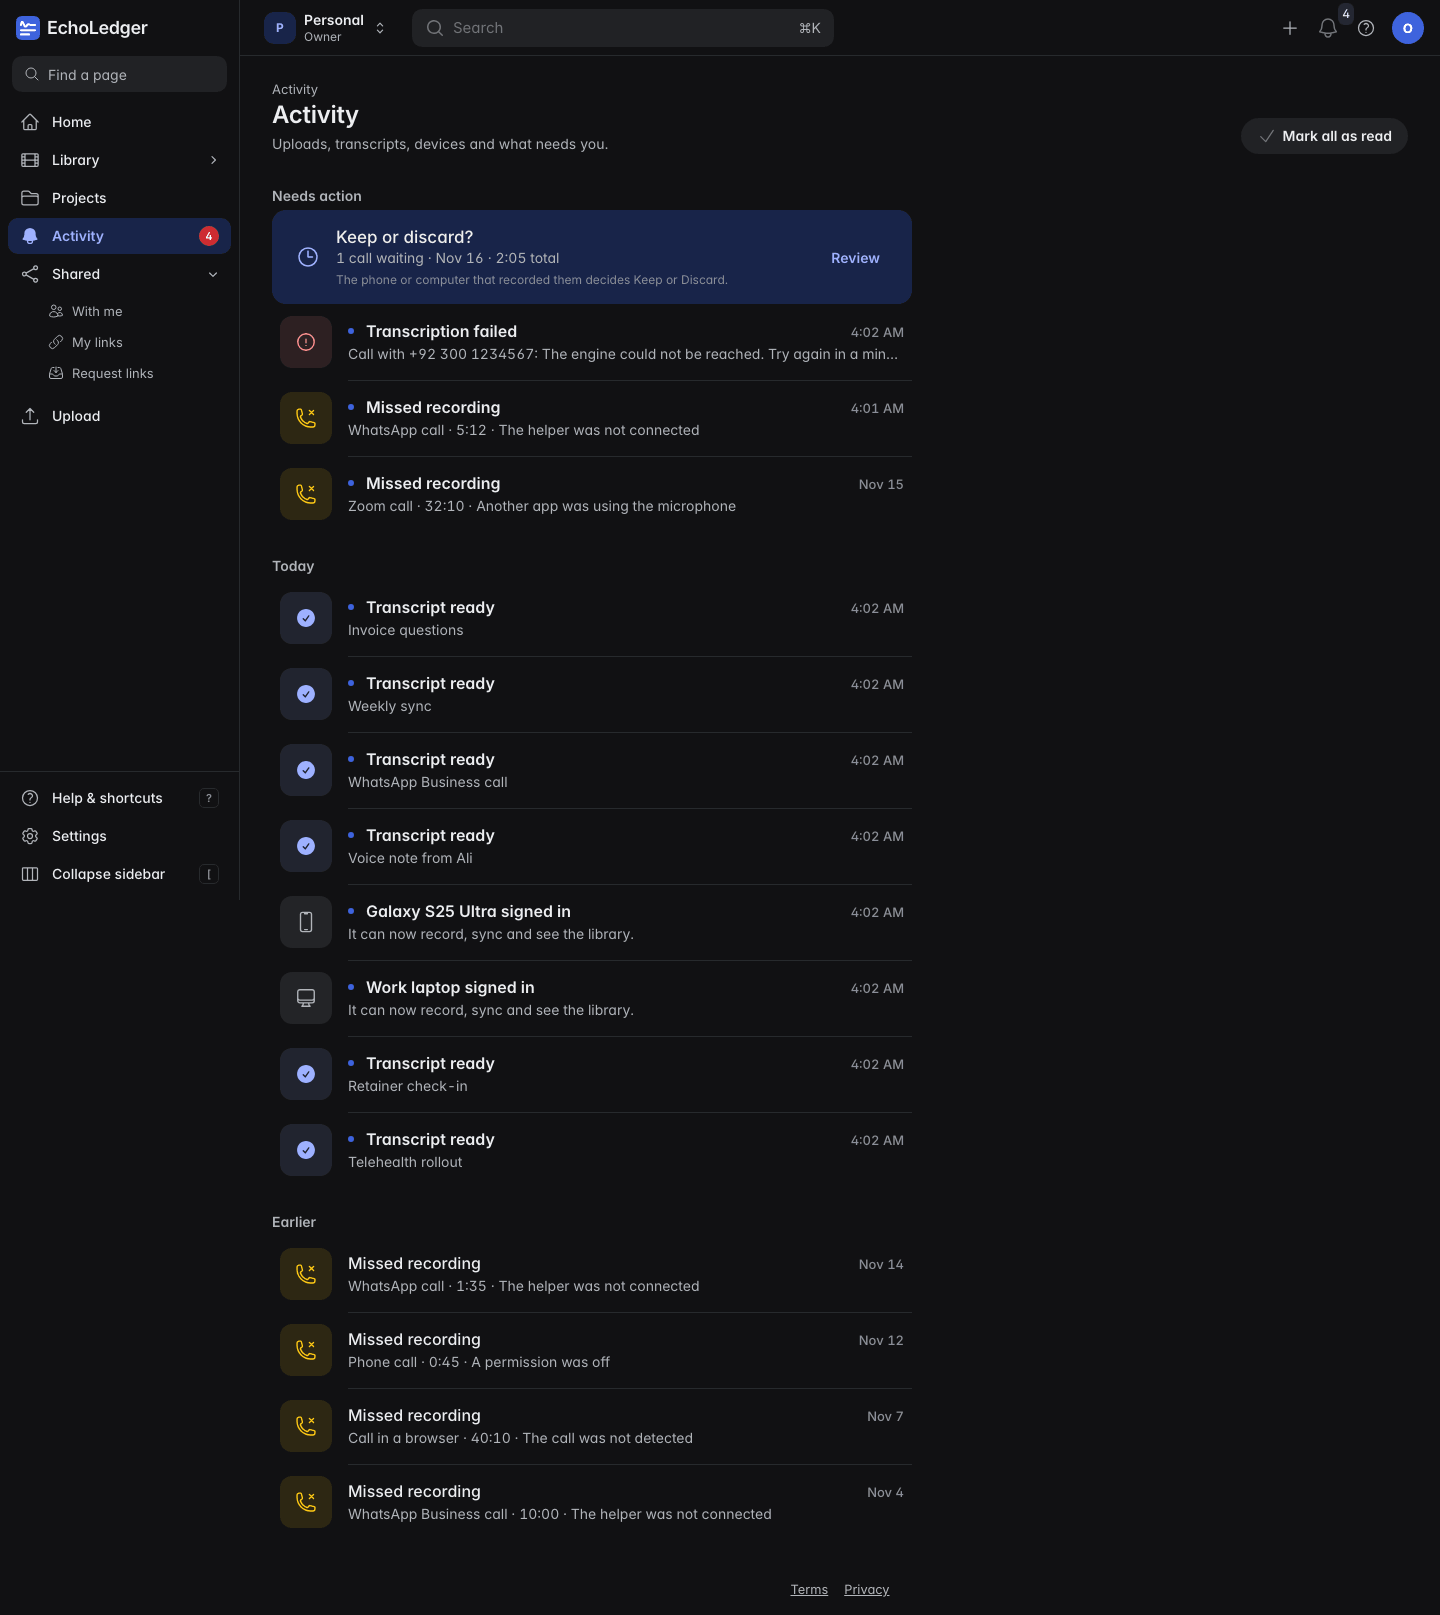 EchoLedger
Find a page
Home
Library
Projects
Activity 4
Shared
With me
My links
Request links
Upload
Help & shortcuts ?
Settings
Collapse sidebar [
P Personal
Owner
Search ⌘K
4
O
Activity
Activity
Uploads, transcripts, devices and what needs you.
Mark all as read
Needs action
Keep or discard?
1 call waiting · Nov 16 · 2:05 total
The phone or computer that recorded them decides Keep or Discard.
Review
Transcription failed 4:02 AM
Call with +92 300 1234567: The engine could not be reached. Try again in a min...
Missed recording 4:01 AM
WhatsApp call · 5:12 · The helper was not connected
Missed recording Nov 15
Zoom call · 32:10 · Another app was using the microphone
Today
Transcript ready 4:02 AM
Invoice questions
Transcript ready 4:02 AM
Weekly sync
Transcript ready 4:02 AM
WhatsApp Business call
Transcript ready 4:02 AM
Voice note from Ali
Galaxy S25 Ultra signed in 4:02 AM
It can now record, sync and see the library.
Work laptop signed in 4:02 AM
It can now record, sync and see the library.
Transcript ready 4:02 AM
Retainer check-in
Transcript ready 4:02 AM
Telehealth rollout
Earlier
Missed recording Nov 14
WhatsApp call · 1:35 · The helper was not connected
Missed recording Nov 12
Phone call · 0:45 · A permission was off
Missed recording Nov 7
Call in a browser · 40:10 · The call was not detected
Missed recording Nov 4
WhatsApp Business call · 10:00 · The helper was not connected
Terms Privacy